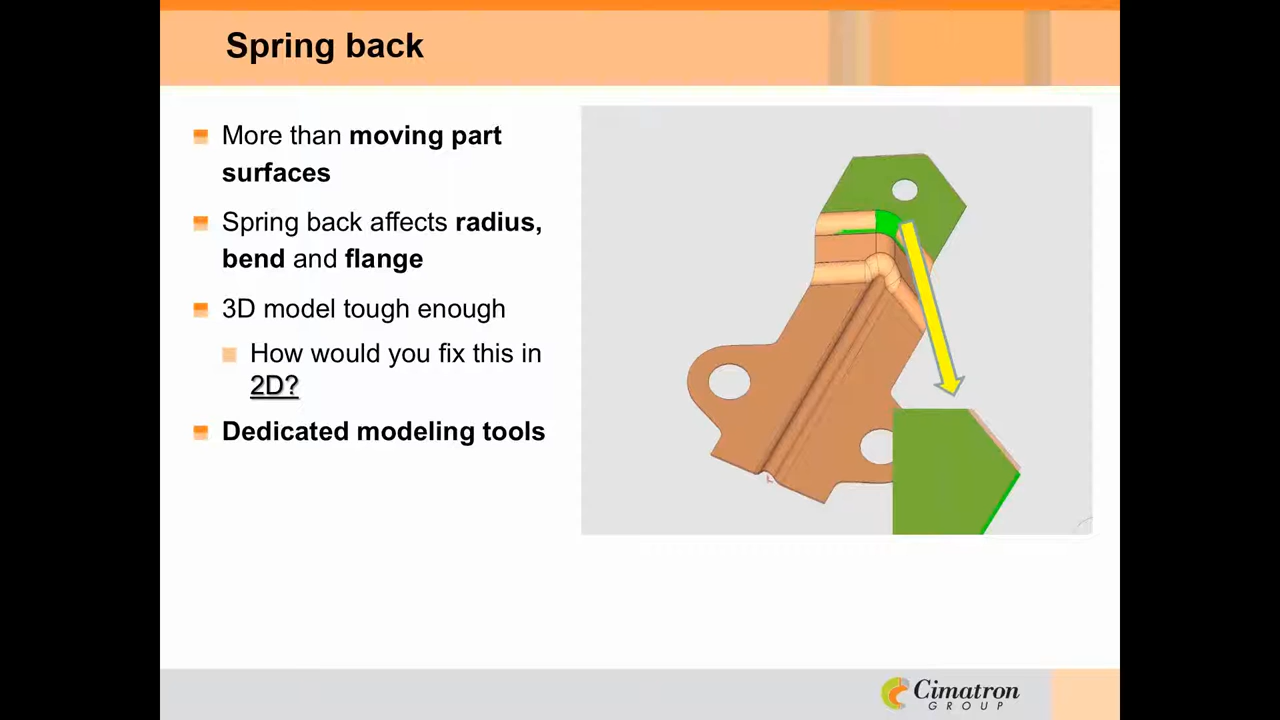 Spring back
More than moving part
surfaces
Spring back affects radius,
bend and flange
3D model tough enough
How would you fix this in
2D?
Dedicated modeling tools
Cimatron
GROUP